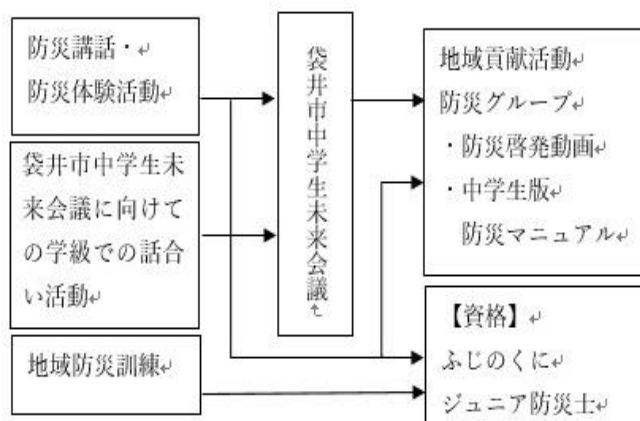 防災講話・
防災体験活動
袋井市中学生未
来会議に向けて
の学級での話合
い活動
地域防災訓練
袋井市中学生未来会議
地域貢献活動
防災グループ
・防災啓発動画
・中学生版
防災マニュアル
【資格】
ふじのくに
ジュニア防災士